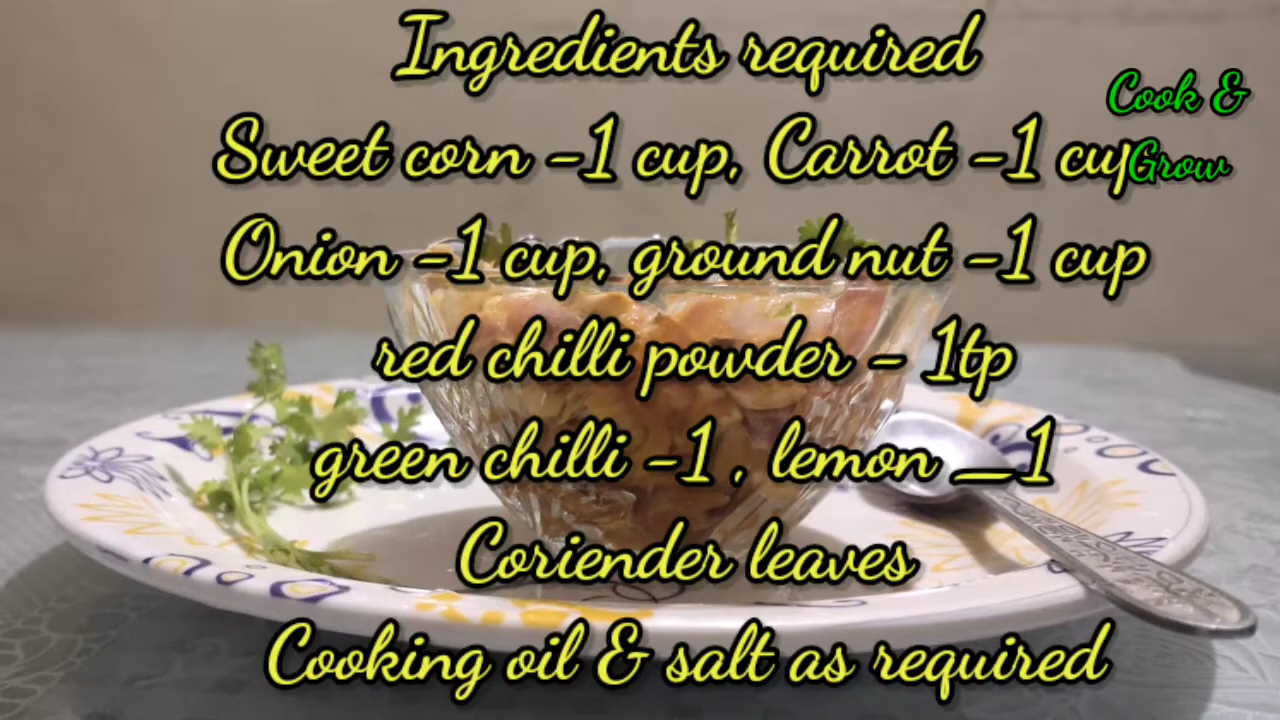 Ingredients required
Cook &
Grow
Sweet corn -1 cup, Carrot -1 cup
Onion -1 cup, ground nut -1 cup
red chilli powder - 1tp
green chilli -1 , lemon _1
Coriender leaves
Cooking oil & salt as required